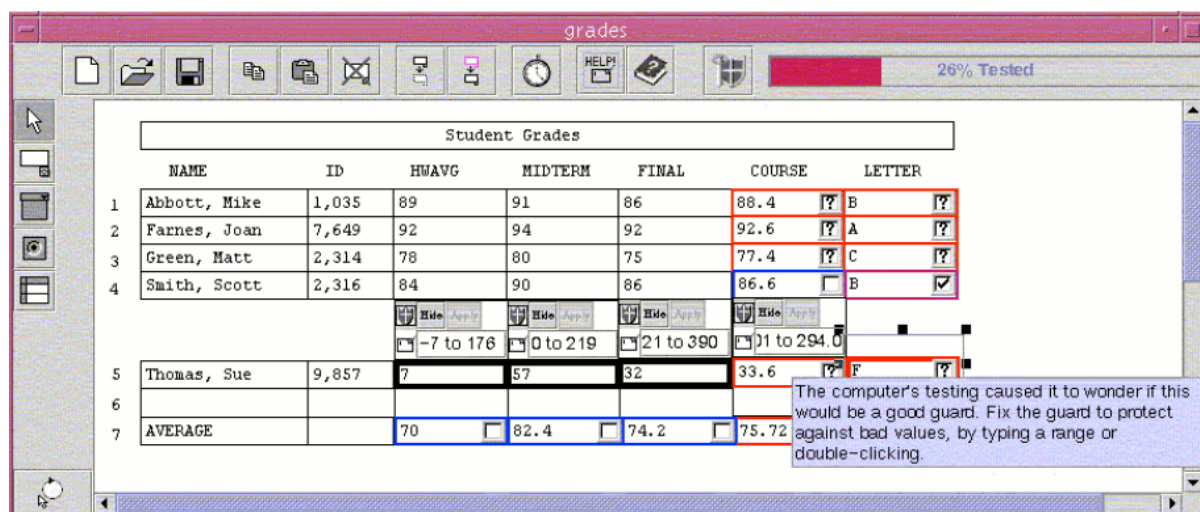 grades
HELP!
26% Tested
Student Grades
NAME ID HWAVG MIDTERM FINAL COURSE LETTER
1 Abbott, Mike 1,035 89 91 86 88.4 ? B ?
2 Farnes, Joan 7,649 92 94 92 92.6 ? A ?
3 Green, Matt 2,314 78 80 75 77.4 ? C ?
4 Smith, Scott 2,316 84 90 86 86.6 B
Hide Apply Hide Apply Hide Apply Hide Apply
-7 to 176 0 to 219 21 to 390 to 294.0
5 Thomas, Sue 9,857 7 57 32 33.6 ? F ?
6
7 AVERAGE 70 82.4 74.2 75.72
The computer's testing caused it to wonder if this
would be a good guard. Fix the guard to protect
against bad values, by typing a range or
double-clicking.